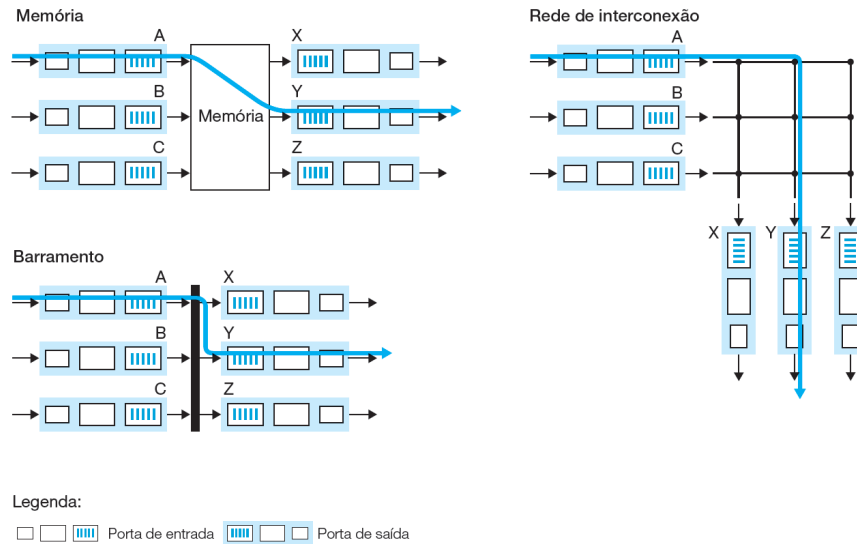 Memória
A
B
C
Memória
X
Y
Z
Rede de interconexão
A
B
C
X
Y
Z
Barramento
A
B
C
X
Y
Z
Legenda:
Porta de entrada
Porta de saída